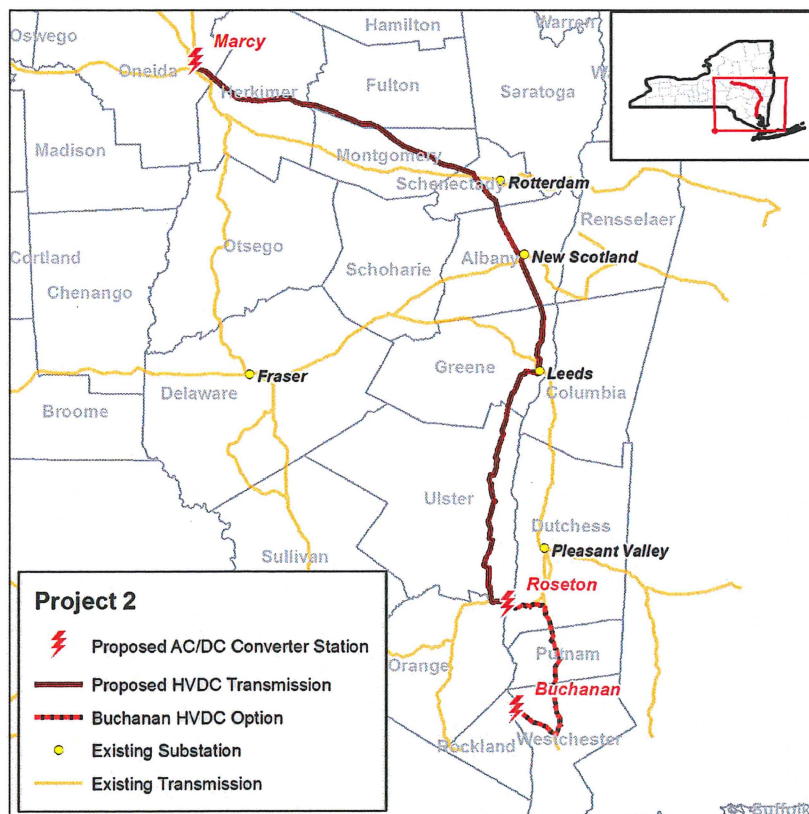 Hamilton
Warren
Oswego
Marcy
Oneida
Herkimer
Fulton
Saratoga
Madison
Montgomery
Schenectady
Rotterdam
Rensselaer
Otsego
Cortland
Chenango
Schoharie
Albany
New Scotland
Greene
Leeds
Delaware
Fraser
Columbia
Broome
Ulster
Dutchess
Sullivan
Pleasant Valley
Roseton
Project 2
Proposed AC/DC Converter Station
Orange
Putnam
Proposed HVDC Transmission
Buchanan
Buchanan HVDC Option
Rockland
Westchester
Existing Substation
Existing Transmission